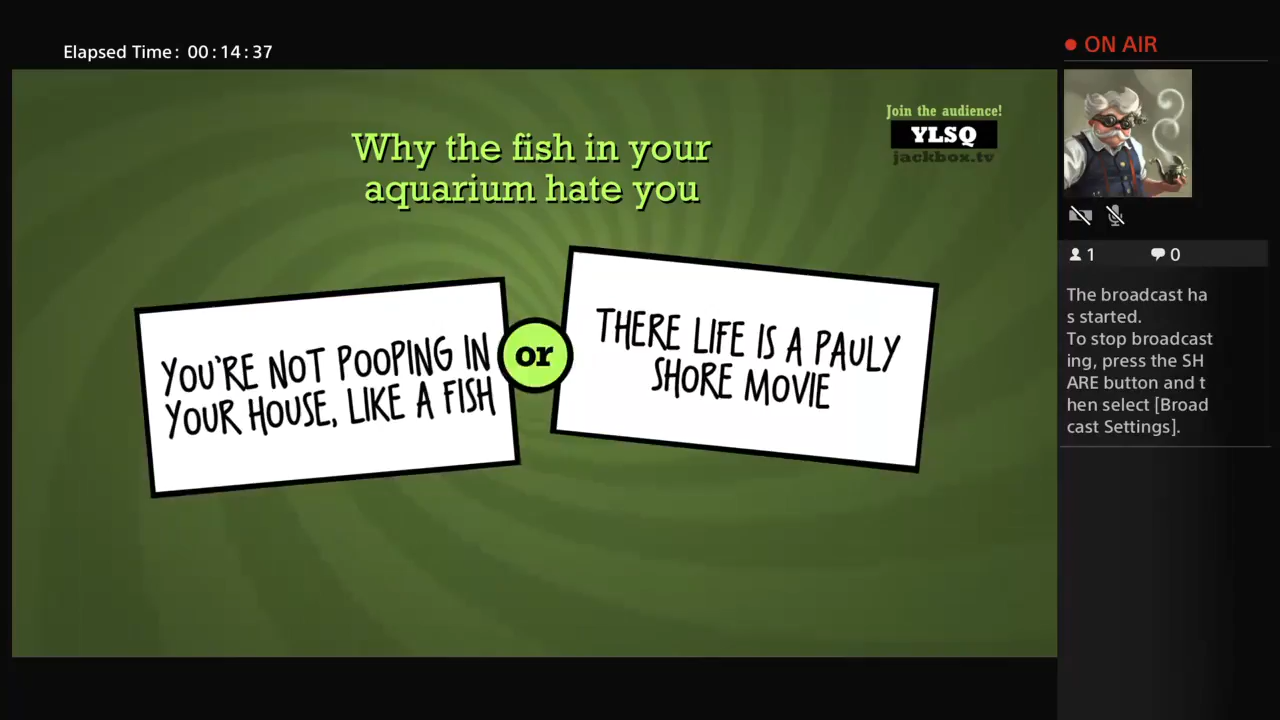 Elapsed Time: 00:14:37
ON AIR
Join the audience!
YLSQ
jackbox.tv
Why the fish in your
aquarium hate you
YOU'RE NOT POOPING IN
YOUR HOUSE, LIKE A FISH
or
THERE LIFE IS A PAULY
SHORE MOVIE
1
0
The broadcast ha
s started.
To stop broadcast
ing, press the SH
ARE button and t
hen select [Broad
cast Settings].